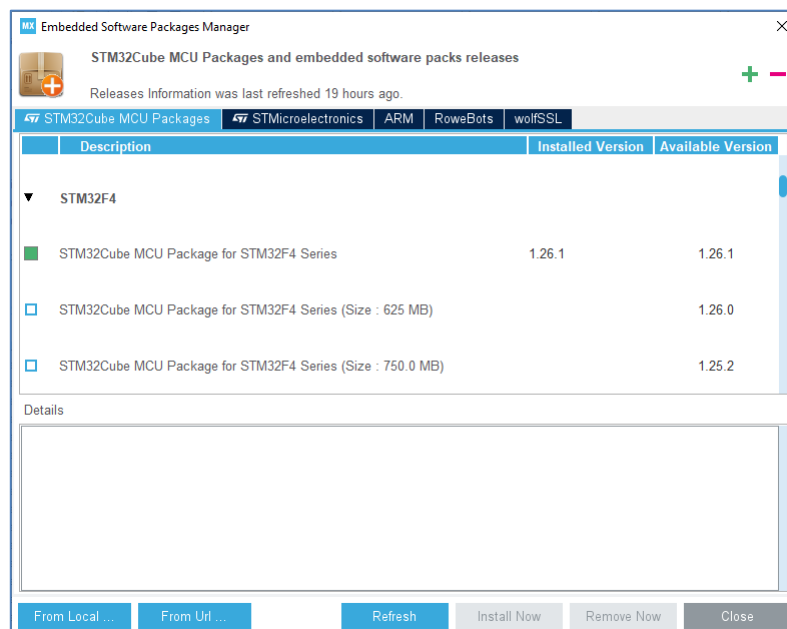 MX Embedded Software Packages Manager
STM32Cube MCU Packages and embedded software packs releases
Releases Information was last refreshed 19 hours ago.
STM32Cube MCU Packages STMicroelectronics ARM RoweBots wolfSSL
Description Installed Version Available Version
STM32F4
STM32Cube MCU Package for STM32F4 Series 1.26.1 1.26.1
STM32Cube MCU Package for STM32F4 Series (Size : 625 MB) 1.26.0
STM32Cube MCU Package for STM32F4 Series (Size : 750.0 MB) 1.25.2
Details
From Local ... From Url ... Refresh Install Now Remove Now Close